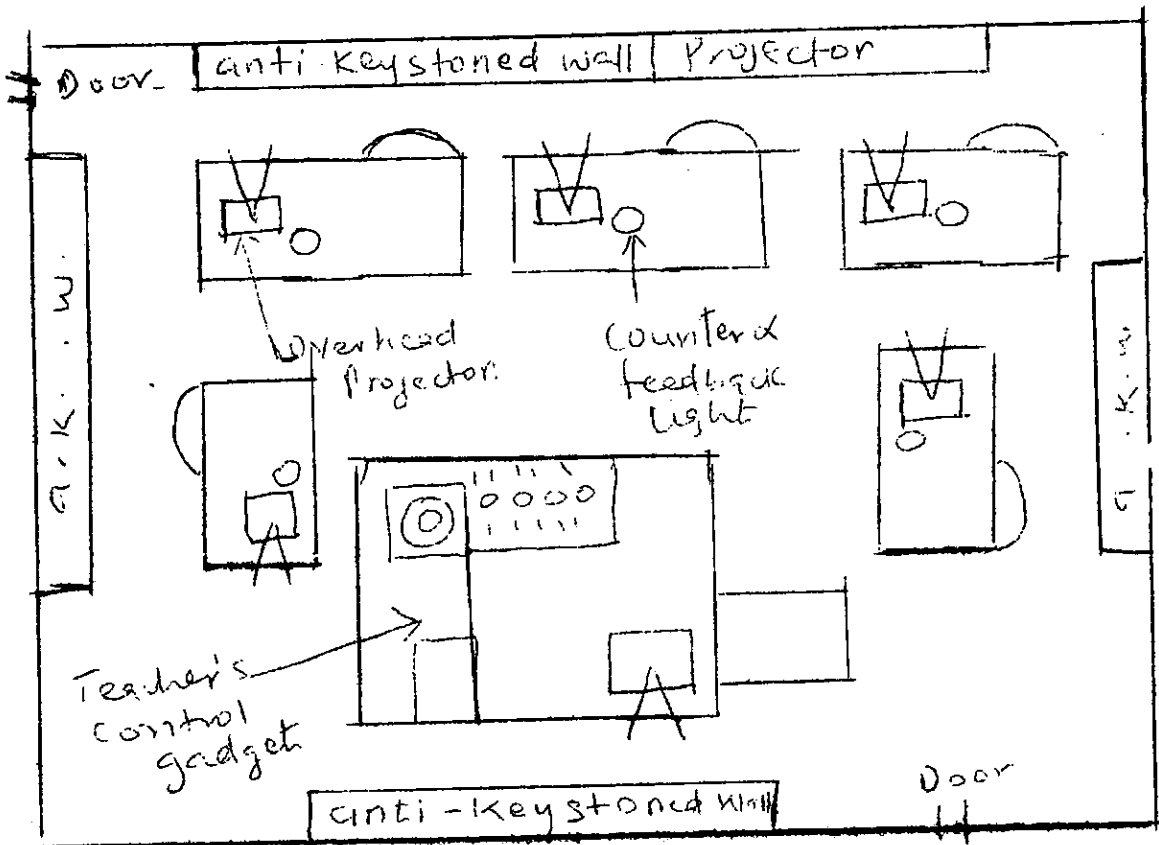 Door
anti Keystoned wall Projector
a.K.W.
Overhead
Projector.
Counter &
feedback
Light
a.K.W.
Teacher's
control
gadget
Door
anti-Keystoned Wall